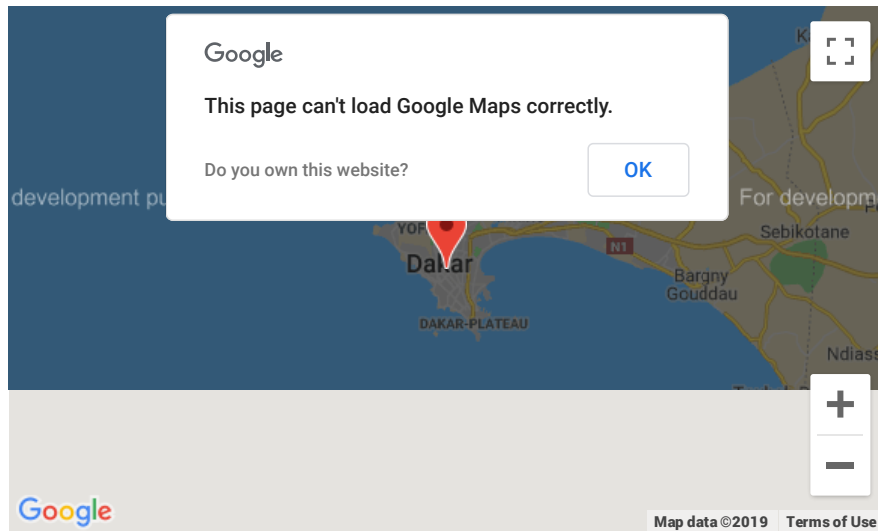 Google
This page can't load Google Maps correctly.
Do you own this website?
OK
development pu
For developm
Sebikotane
YOF
N1
Dakar
Bargny
Gouddau
DAKAR-PLATEAU
Ndiass
Google
Map data ©2019
Terms of Use